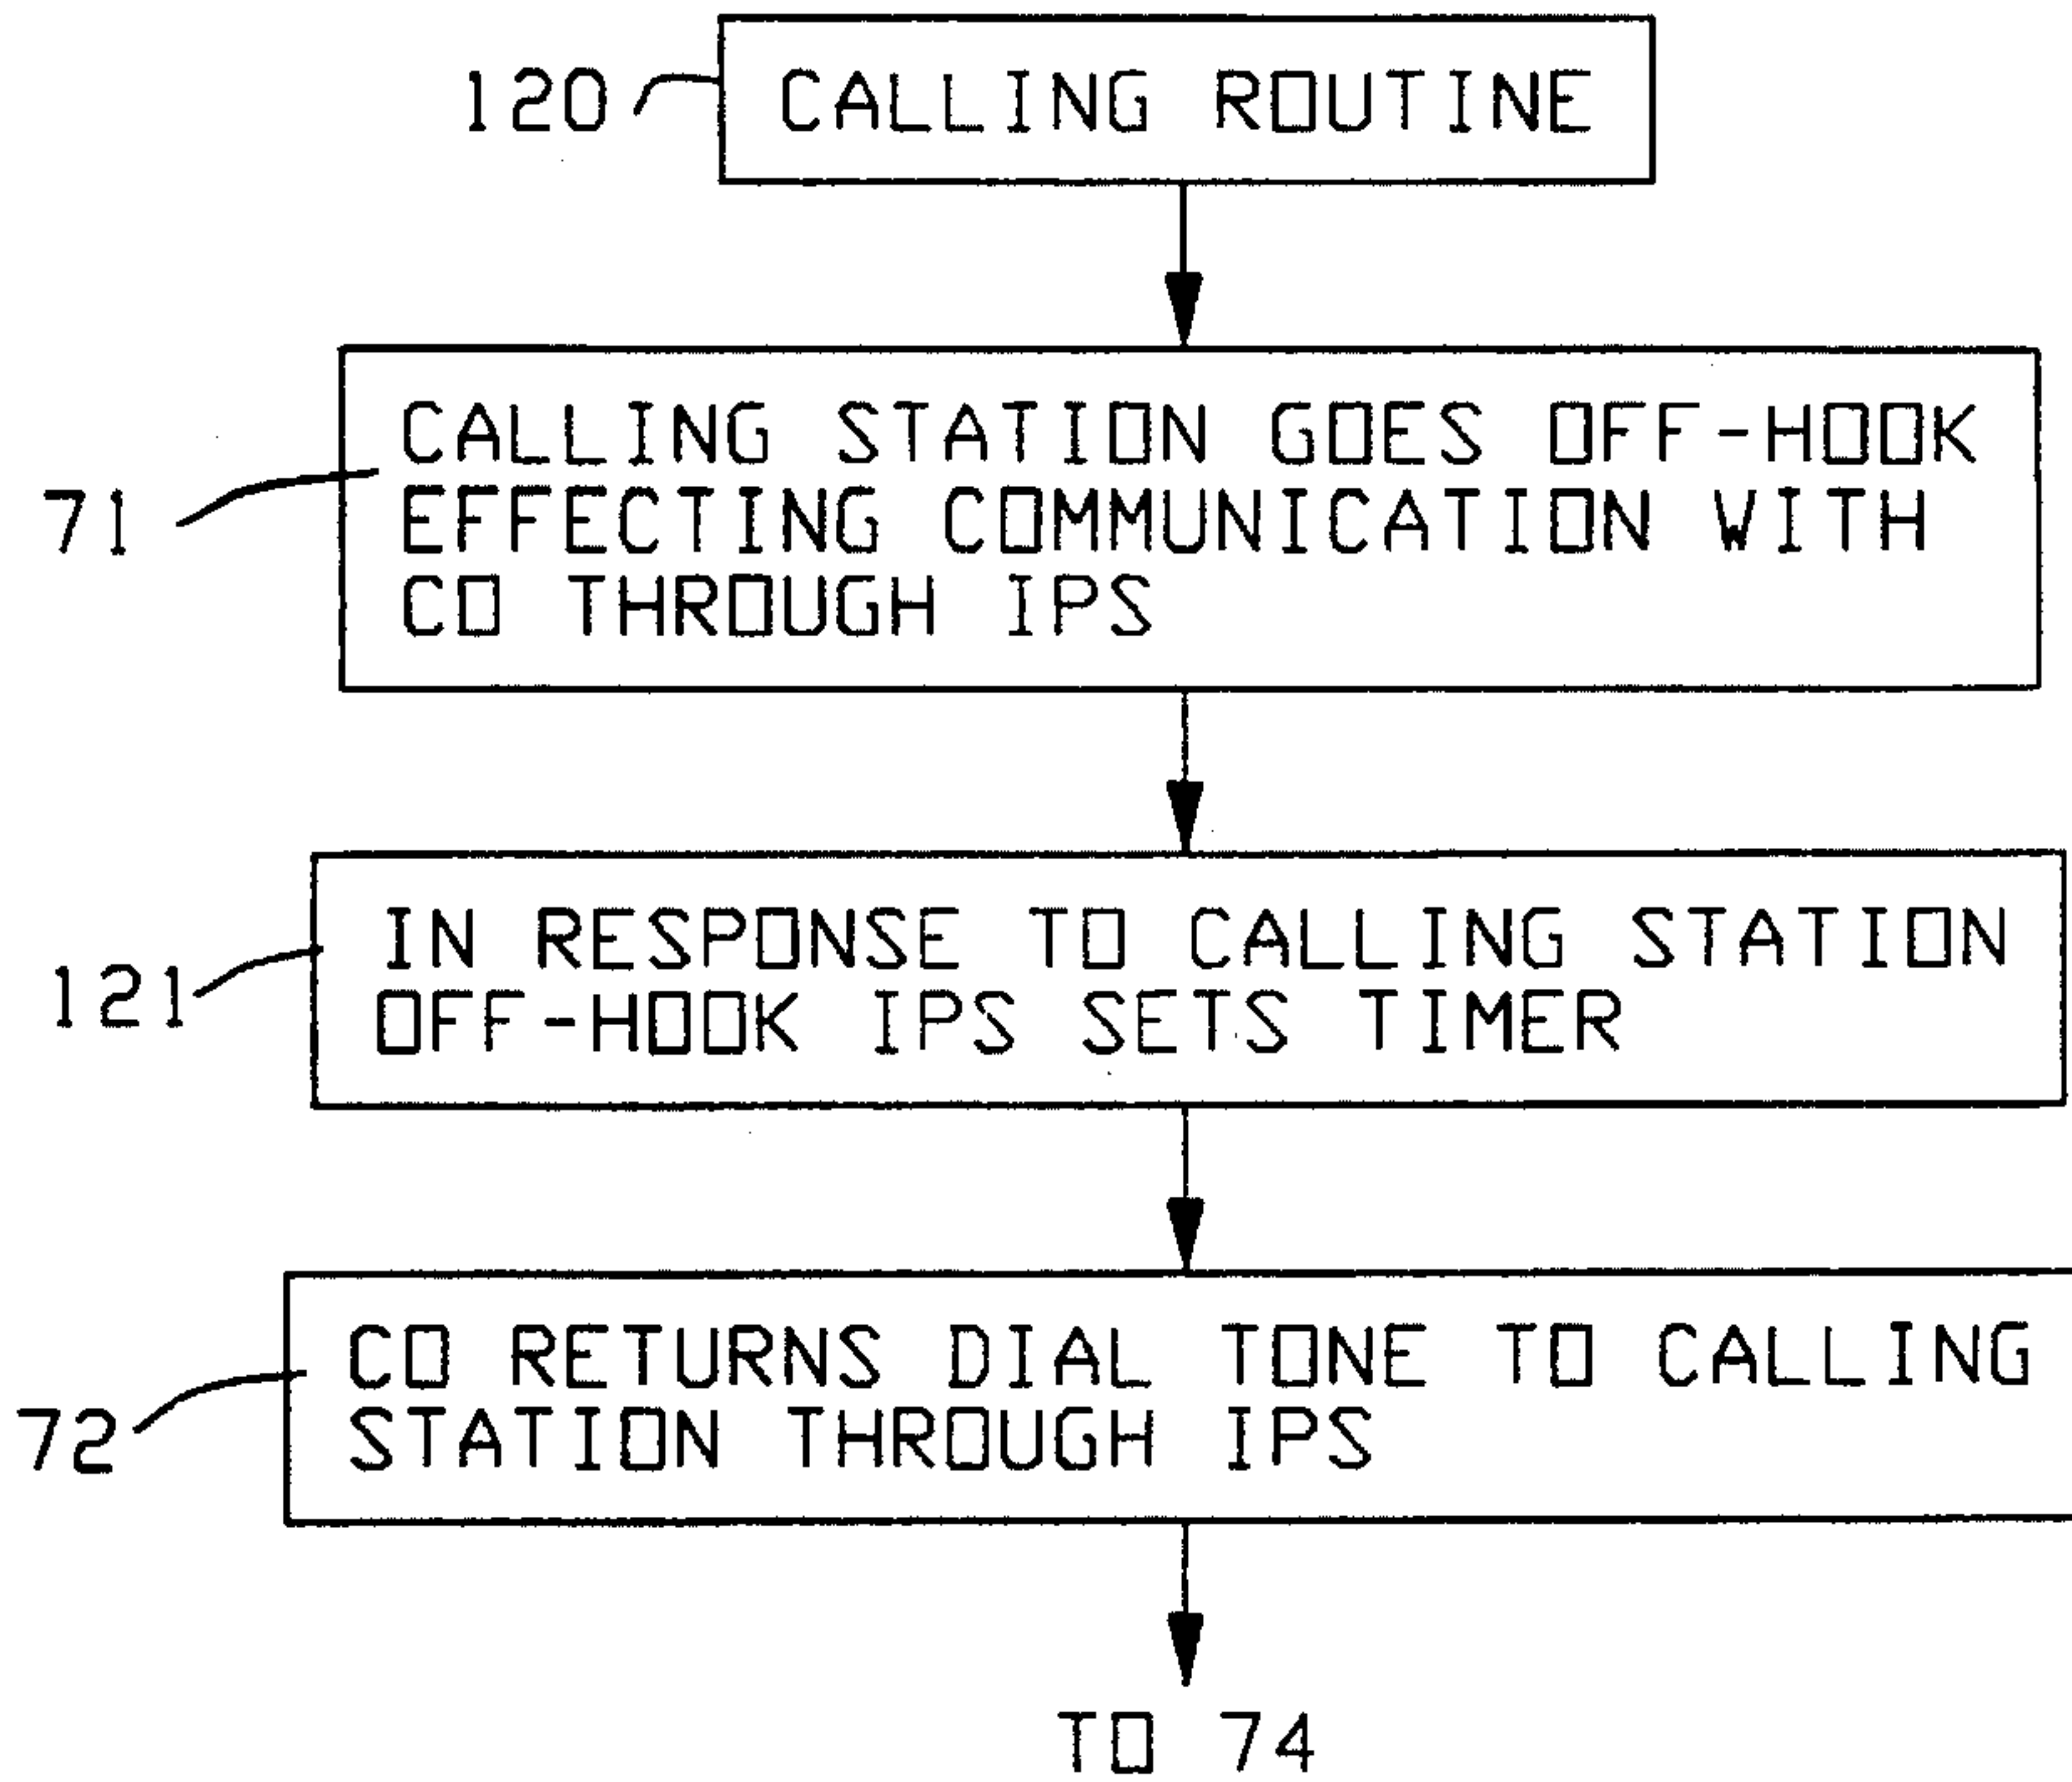 120 CALLING ROUTINE
CALLING STATION GOES OFF-HOOK
71 EFFECTING COMMUNICATION WITH
CO THROUGH IPS
IN RESPONSE TO CALLING STATION
121 OFF-HOOK IPS SETS TIMER
CO RETURNS DIAL TONE TO CALLING
72 STATION THROUGH IPS
TO 74